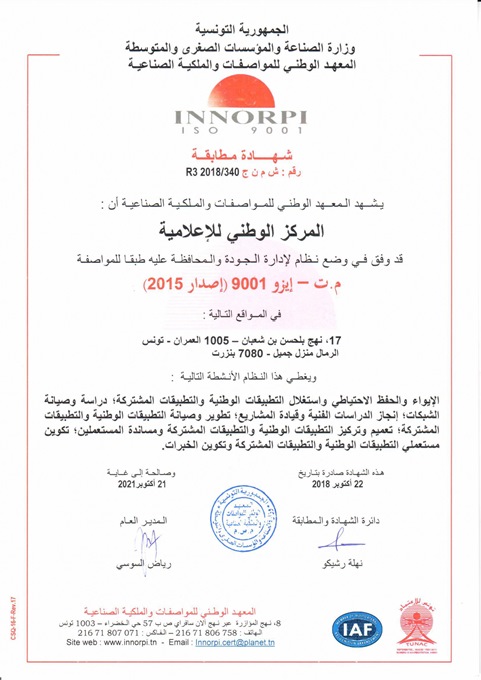 الجمهورية التونسية
وزارة الصناعة والمؤسسات الصغرى والمتوسطة
المعهد الوطني للمواصفات والملكية الصناعية
INNORPI
ISO 9001
شهادة مطابقة
رقم : ش م ن ج 2018/340 R3
يشهد المعهد الوطني للمواصفات والملكية الصناعية أن :
المركز الوطني للإعلامية
قد وفق في وضع نظام لإدارة الجودة والمحافظة عليه طبقا للمواصفة
م.ت – إيزو 9001 (إصدار 2015)
في المواقع التالية :
17، نهج بلحسن بن شعبان – 1005 العمران - تونس
الرمال منزل جميل - 7080 بنزرت
ويغطي هذا النظام الأنشطة التالية :
الإيواء والحفظ الاحتياطي واستغلال التطبيقات الوطنية والتطبيقات المشتركة؛ دراسة وصيانة
الشبكات؛ إنجاز الدراسات الفنية وقيادة المشاريع؛ تطوير وصيانة التطبيقات الوطنية والتطبيقات
المشتركة؛ تعميم وتركيز التطبيقات الوطنية والتطبيقات المشتركة ومساندة المستعملين؛ تكوين
مستعملي التطبيقات الوطنية والتطبيقات المشتركة وتكوين الخبرات.
هذه الشهادة صادرة بتاريخ
22 أكتوبر 2018
وصالحة إلى غاية
21 أكتوبر 2021
دائرة الشهادة والمطابقة
المدير العام
نهلة رشيكو
رياض السوسي
المعهد الوطني للمواصفات والملكية الصناعية
8، نهج المؤازرة عبر نهج آلان سافاري ص ب 57 حي الخضراء – 1003 تونس
الهاتف : 216 71 806 758 - الفاكس : 216 71 807 071
Site web : www.innorpi.tn - Email : Innorpi.cert@planet.tn
IAF
TUNAC
CSQ-16-F-Rev.17